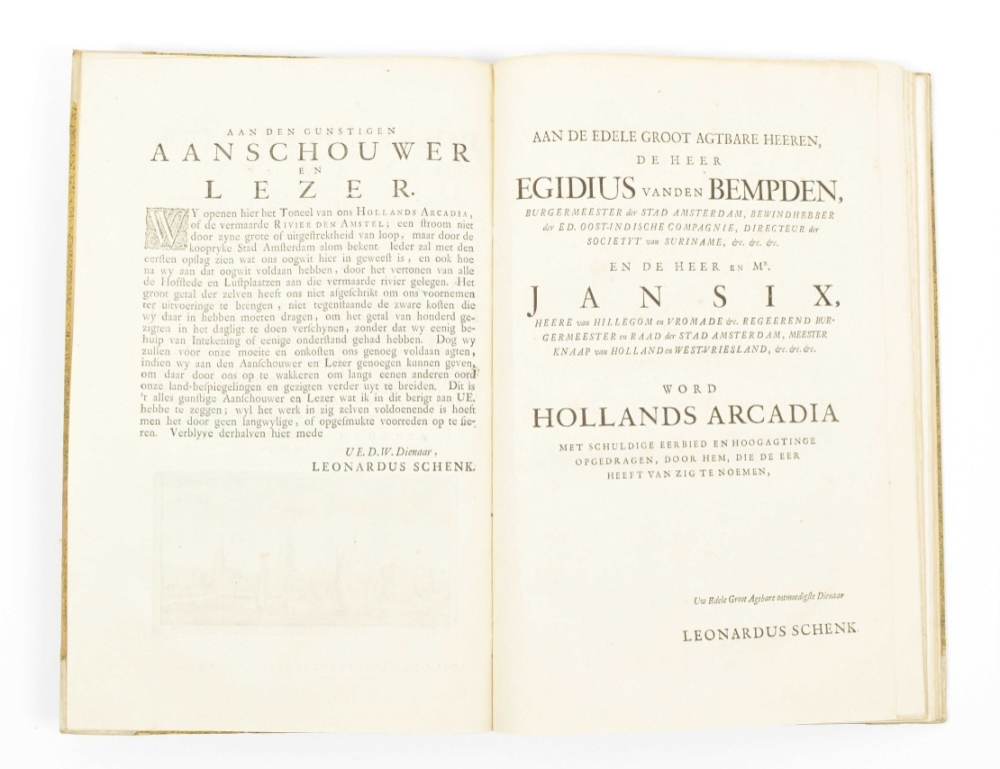 AAN DEN GUNSTIGEN
AANSCHOUWER
EN
LEZER.
WY openen hier het Toneel van ons HOLLANDS ARCADIA,
of de vermaarde RIVIER DEN AMSTEL; een stroom niet
door zyne grote of uitgestrektheid van loop, maar door de
koopryke Stad Amsterdam alom bekent Ieder zal met den
eersten opslag zien wat ons oogwit hier in geweest is, en ook hoe
na wy aan dat oogwit voldaan hebben, door het vertonen van alle
de Hofstede en Lustplaatzen aan die vermaarde rivier gelegen. Het
groot getal der zelven heeft ons niet afgeschrikt om ons voornemen
ter uitvoeringe te brengen, niet tegenstaande de zware kosten die
wy daar in hebben moeten dragen, om het getal van honderd ge-
zigten in het dagligt te doen verschynen, zonder dat wy eenig be-
hulp van Intekening of enige onderstand gehad hebben. Dog wy
zullen voor onze moeite en onkosten ons genoeg voldaan agten,
indien wy aan den Aanschouwer en Lezer genoegen kunnen geven,
om daar door ons op te wakkeren om langs eenen anderen oord
onze land-bespiegelingen en gezigten verder uyt te breiden. Dit is
't alles gunstige Aanschouwer en Lezer wat ik in dit berigt aan UE.
hebbe te zeggen; wyl het werk in zig zelven voldoenende is hoeft
men het door geen langwylige, of opgesmukte voorreden op te sie-
ren. Verblyve derhalven hier mede
UE.D.W. Dienaar,
LEONARDUS SCHENK.
AAN DE EDELE GROOT AGTBARE HEEREN,
DE HEER
EGIDIUS VANDEN BEMPDEN,
BURGERMEESTER der STAD AMSTERDAM, BEWINDHEBBER
der ED. OOST-INDISCHE COMPAGNIE, DIRECTEUR der
SOCIETYT van SURINAME, &c. &c. &c.
EN DE HEER EN Mr.
JAN SIX,
HEERE van HILLEGOM en VROMADE &c. REGEEREND BUR-
GERMEESTER en RAAD der STAD AMSTERDAM, MEESTER
KNAAP van HOLLAND en WESTVRIESLAND, &c. &c. &c.
WORD
HOLLANDS ARCADIA
MET SCHULDIGE EERBIED EN HOOGAGTINGE
OPGEDRAGEN, DOOR HEM, DIE DE EER
HEEFT VAN ZIG TE NOEMEN,
Uw Edele Groot Agtbare ootmoedigste Dienaar
LEONARDUS SCHENK.